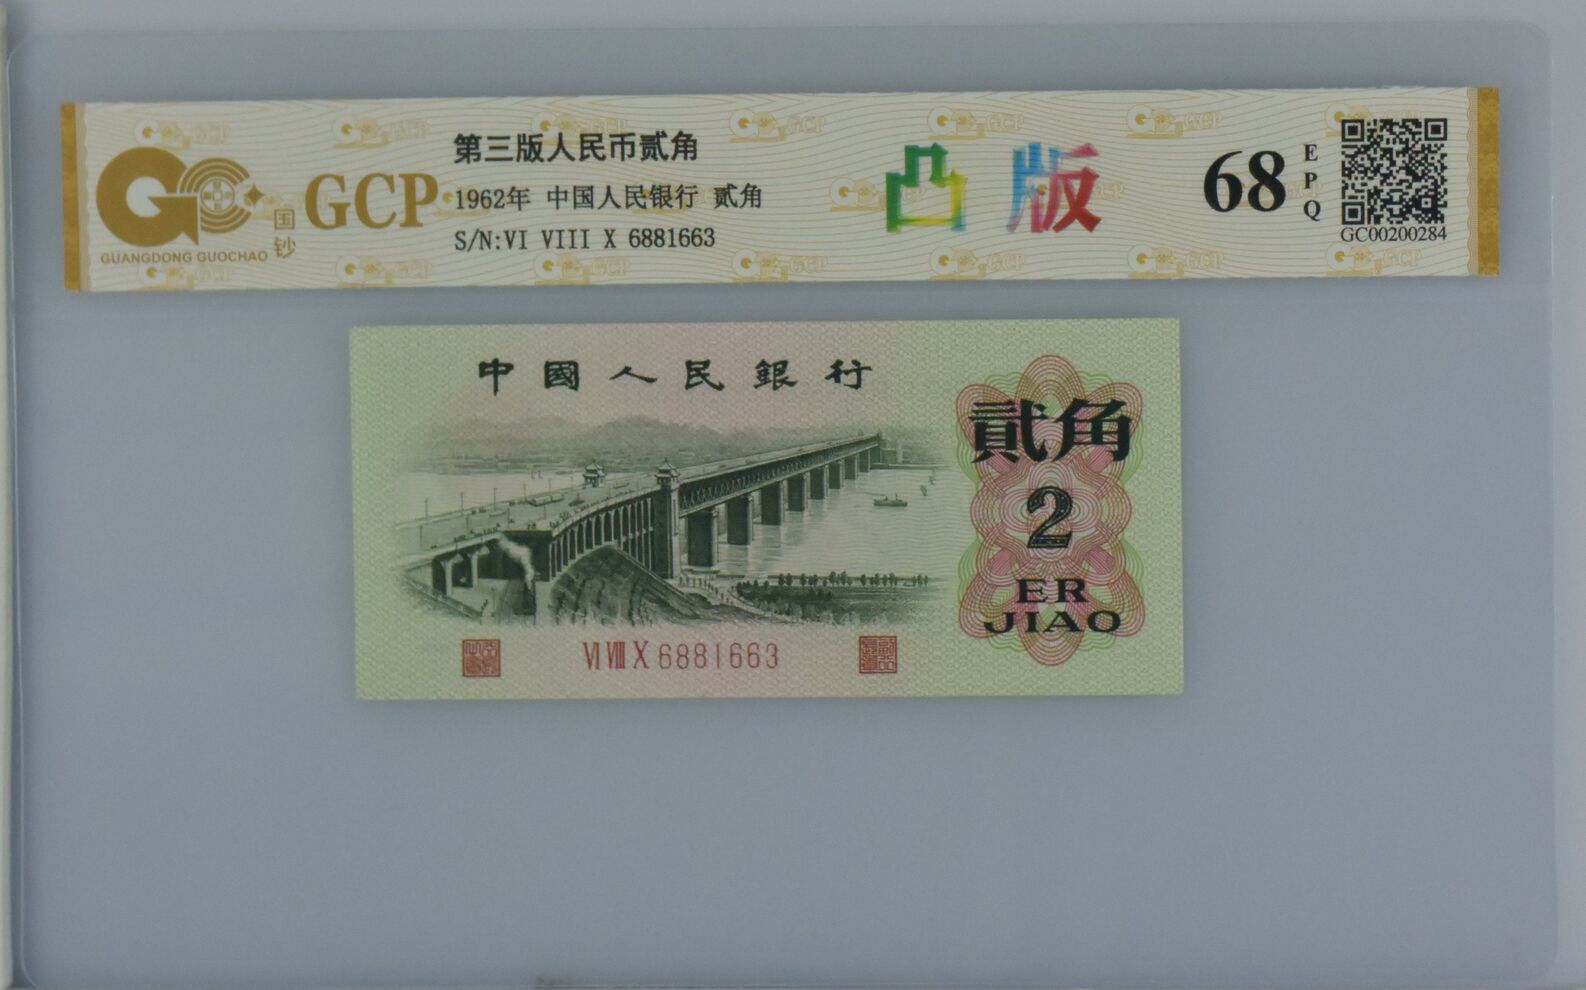 GCP
GUANGDONG GUOCHAO
国钞
第三版人民币贰角
1962年 中国人民银行 贰角
S/N:VI VIII X 6881663
凸版
68
EPQ
GC00200284
中國人民銀行
貳角
2
ER
JIAO
VI VIII X 6881663